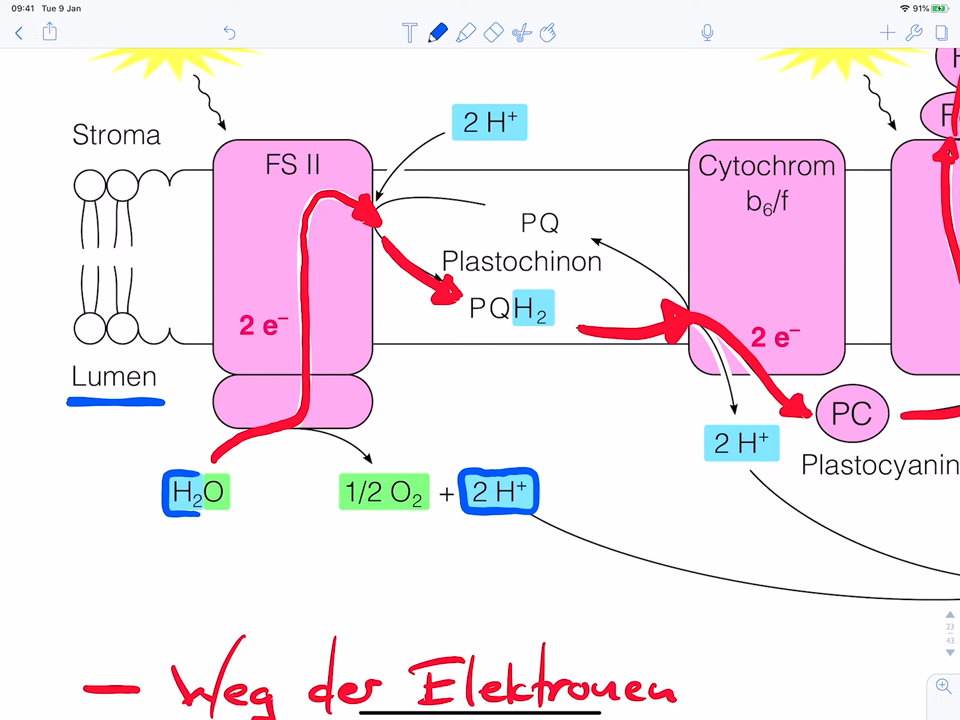 09:41 Tue 9 Jan
91%
T
2 H⁺
Stroma
FS II
Cytochrom
b₆/f
F
PQ
Plastochinon
PQH₂
2 e⁻
2 e⁻
Lumen
PC
2 H⁺
Plastocyanin
H₂O
1/2 O₂ + 2 H⁺
23
43
— Weg der Elektronen